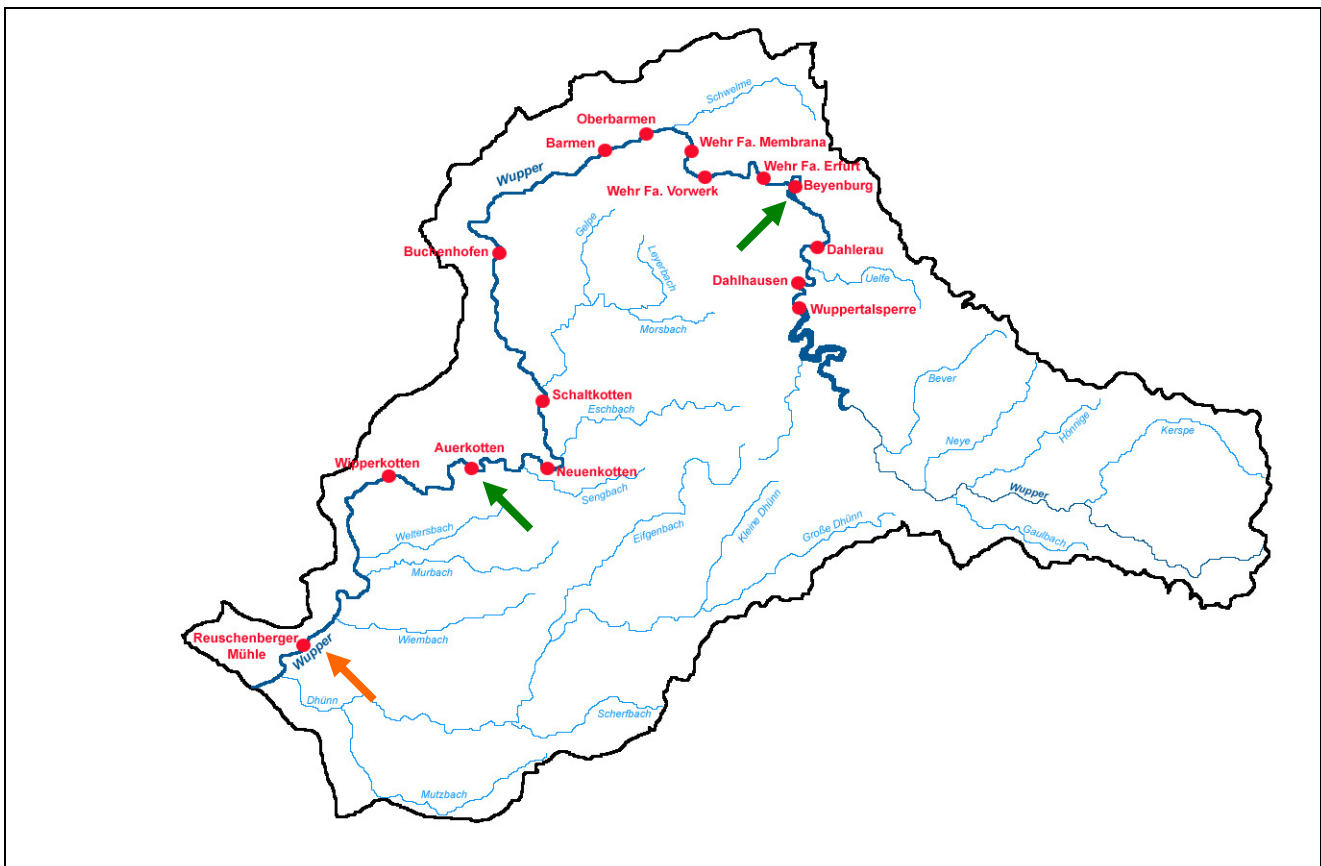 Schwelme
Oberbarmen
Barmen
Wehr Fa. Membrana
Wupper
Wehr Fa. Erfurt
Wehr Fa. Vorwerk
Beyenburg
Gelpe
Leyerbach
Buchenhofen
Dahlerau
Dahlhausen
Uelfe
Wuppertalsperre
Morsbach
Bever
Schaltkotten
Eschbach
Neye
Hönnige
Kerspe
Auerkotten
Wipperkotten
Neuenkotten
Sengbach
Wupper
Weltersbach
Eifgenbach
Kleine Dhünn
Große Dhünn
Gaulbach
Murbach
Wiembach
Reuschenberger
Mühle
Wupper
Dhünn
Scherfbach
Mutzbach